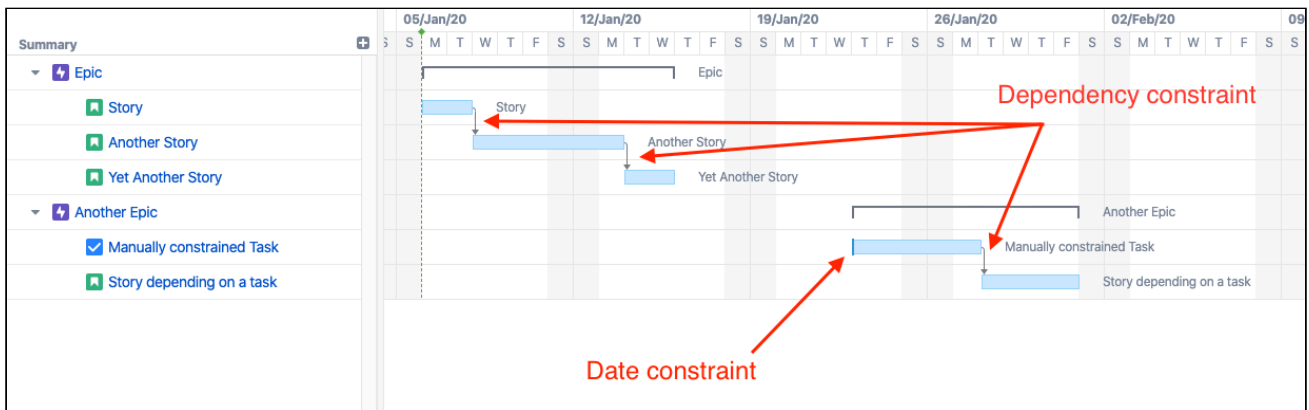 05/Jan/20 12/Jan/20 19/Jan/20 26/Jan/20 02/Feb/20 09
Summary S S M T W T F S S M T W T F S S M T W T F S S M T W T F S S M T W T F S S
Epic Epic
Dependency constraint
Story Story
Another Story Another Story
Yet Another Story Yet Another Story
Another Epic Another Epic
Manually constrained Task Manually constrained Task
Story depending on a task Story depending on a task
Date constraint